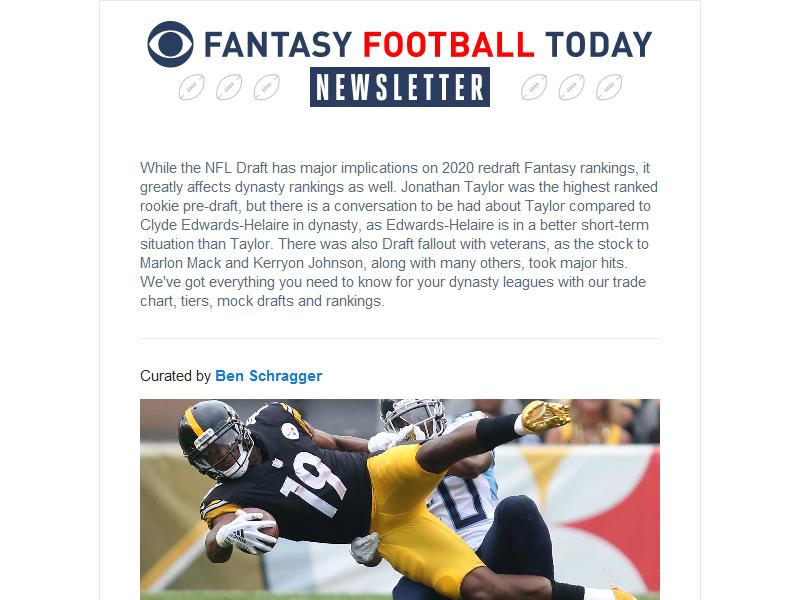 FANTASY FOOTBALL TODAY
NEWSLETTER
While the NFL Draft has major implications on 2020 redraft Fantasy rankings, it
greatly affects dynasty rankings as well. Jonathan Taylor was the highest ranked
rookie pre-draft, but there is a conversation to be had about Taylor compared to
Clyde Edwards-Helaire in dynasty, as Edwards-Helaire is in a better short-term
situation than Taylor. There was also Draft fallout with veterans, as the stock to
Marlon Mack and Kerryon Johnson, along with many others, took major hits.
We've got everything you need to know for your dynasty leagues with our trade
chart, tiers, mock drafts and rankings.
Curated by Ben Schragger
19
0